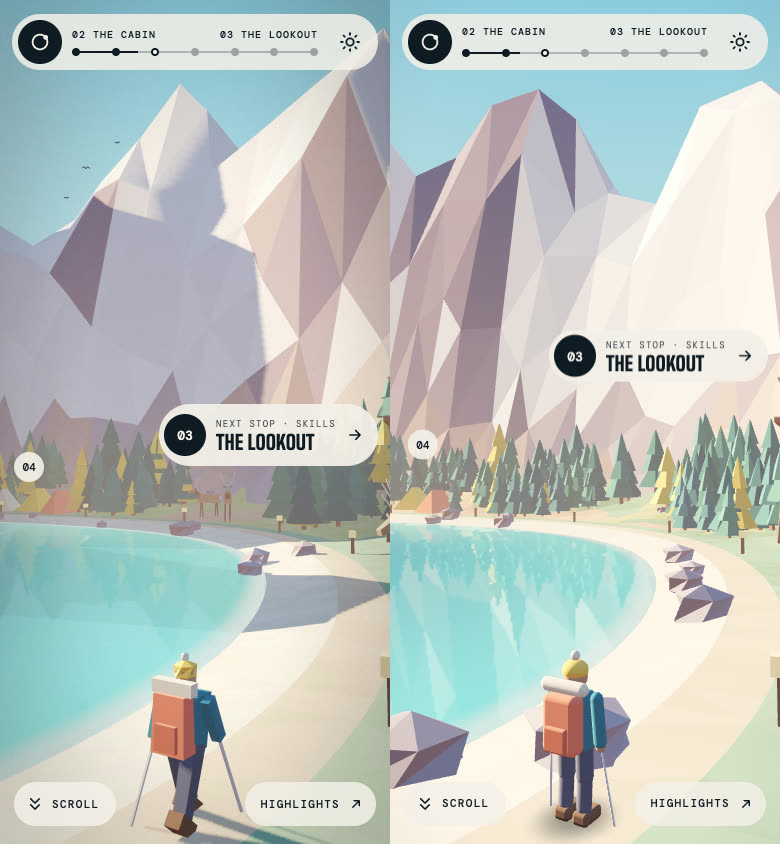 02 THE CABIN
03 THE LOOKOUT
03
NEXT STOP · SKILLS
THE LOOKOUT
04
SCROLL
HIGHLIGHTS
02 THE CABIN
03 THE LOOKOUT
03
NEXT STOP · SKILLS
THE LOOKOUT
04
SCROLL
HIGHLIGHTS